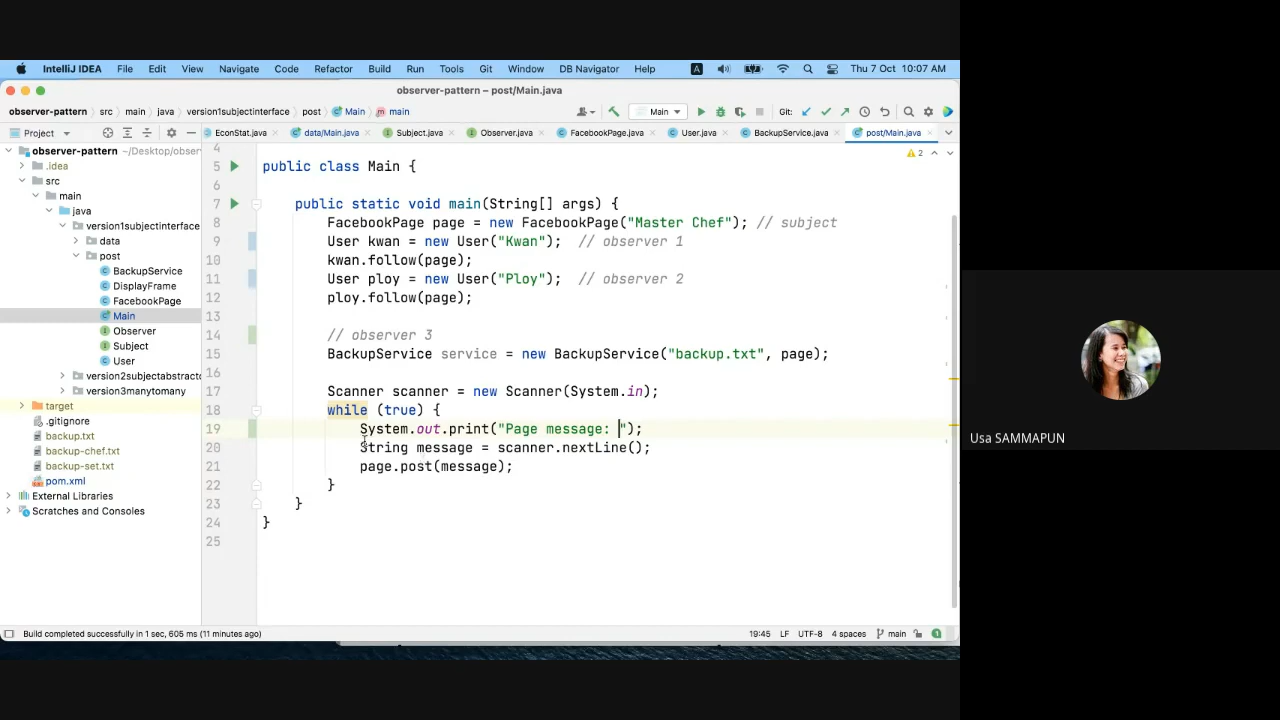 IntelliJ IDEA File Edit View Navigate Code Refactor Build Run Tools Git Window DB Navigator Help A Thu 7 Oct 10:07 AM
observer-pattern – post/Main.java
observer-pattern src main java version1subjectinterface post Main main Main Git:
Project EconStat.java data/Main.java Subject.java Observer.java FacebookPage.java User.java BackupService.java post/Main.java
observer-pattern ~/Desktop/obser
.idea
src
main
java
version1subjectinterface
data
post
BackupService
DisplayFrame
FacebookPage
Main
Observer
Subject
User
version2subjectabstractc
version3manytomany
target
.gitignore
backup.txt
backup-chef.txt
backup-set.txt
pom.xml
External Libraries
Scratches and Consoles
2
4
5 public class Main {
6
7 public static void main(String[] args) {
8 FacebookPage page = new FacebookPage("Master Chef"); // subject
9 User kwan = new User("Kwan"); // observer 1
10 kwan.follow(page);
11 User ploy = new User("Ploy"); // observer 2
12 ploy.follow(page);
13
14 // observer 3
15 BackupService service = new BackupService("backup.txt", page);
16
17 Scanner scanner = new Scanner(System.in);
18 while (true) {
19 System.out.print("Page message: ");
20 String message = scanner.nextLine();
21 page.post(message);
22 }
23 }
24 }
25
Build completed successfully in 1 sec, 605 ms (11 minutes ago) 19:45 LF UTF-8 4 spaces main 1
Usa SAMMAPUN